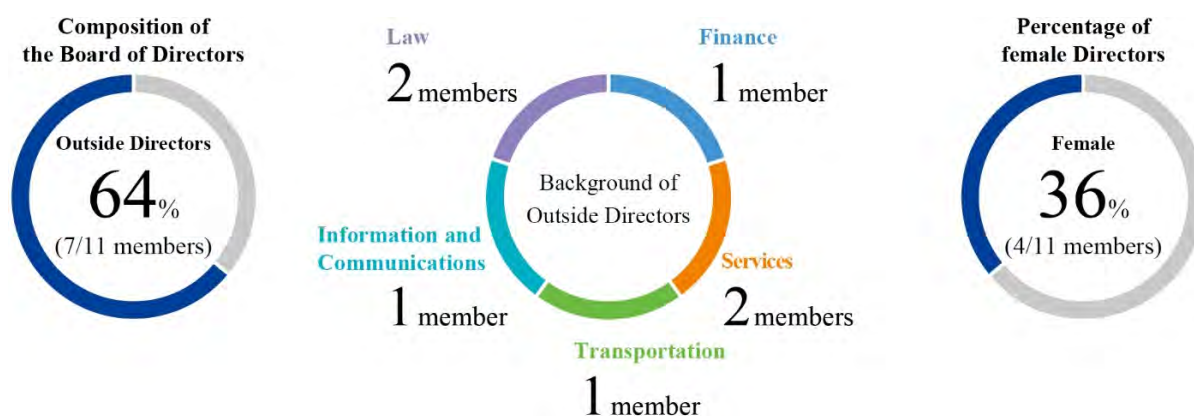 Composition of
the Board of Directors
Outside Directors
64%
(7/11 members)
Law
2 members
Finance
1 member
Background of
Outside Directors
Information and
Communications
1 member
Services
2 members
Transportation
1 member
Percentage of
female Directors
Female
36%
(4/11 members)